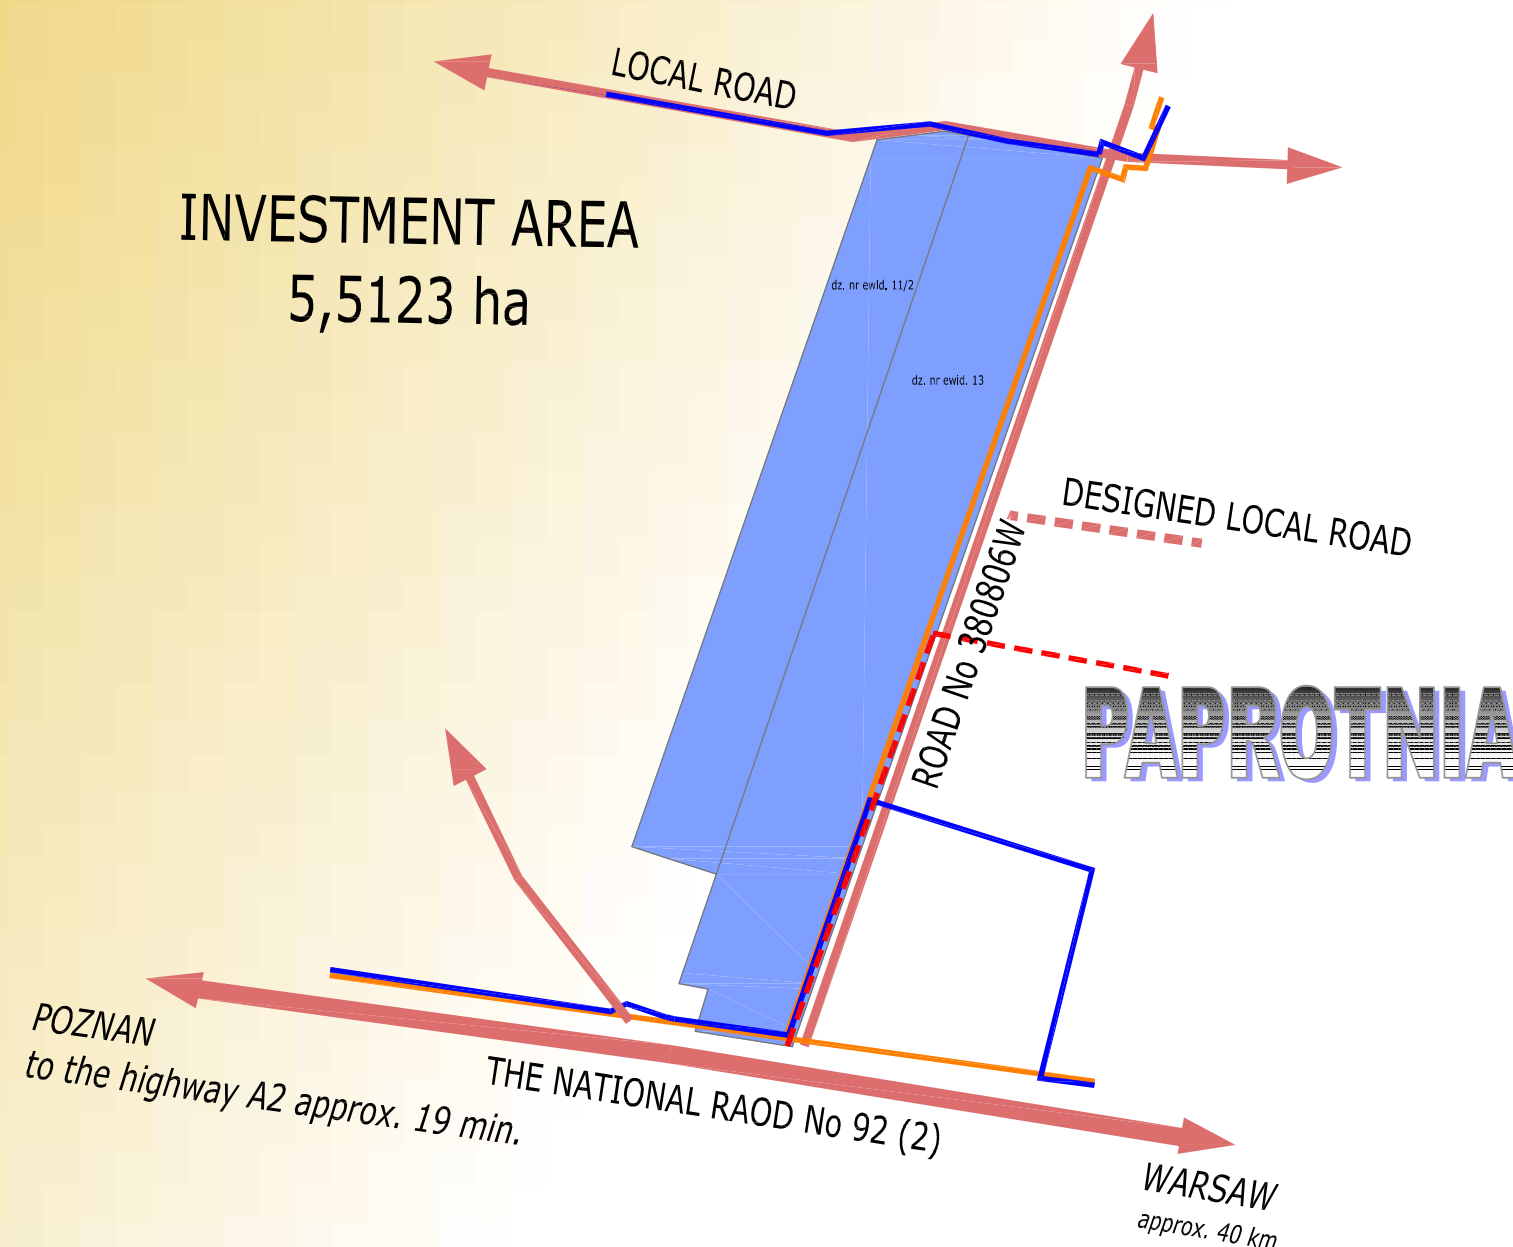 LOCAL ROAD
INVESTMENT AREA
5,5123 ha
dz. nr ewid. 11/2
dz. nr ewid. 13
DESIGNED LOCAL ROAD
ROAD No 380806W
PAPROTNIA
POZNAN
to the highway A2 approx. 19 min.
THE NATIONAL RAOD No 92 (2)
WARSAW
approx. 40 km